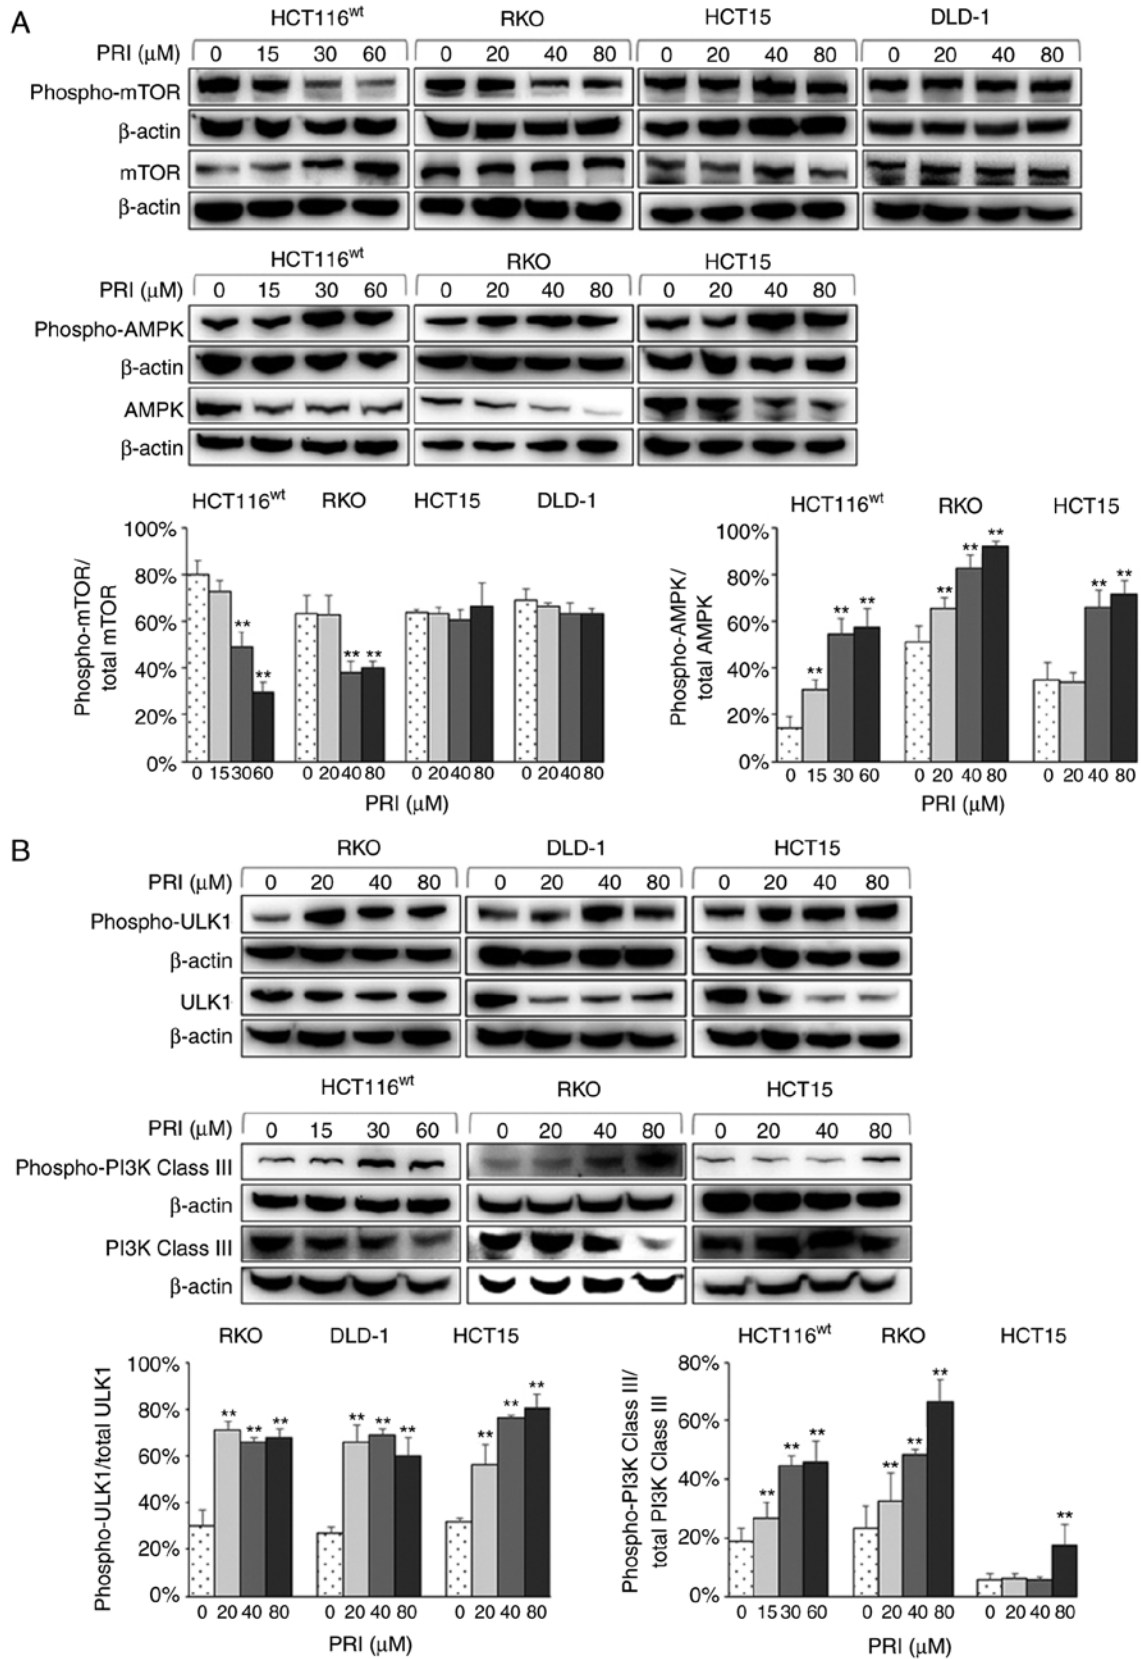 A
HCT116wt RKO HCT15 DLD-1
PRI (μM) 0 15 30 60 0 20 40 80 0 20 40 80 0 20 40 80
Phospho-mTOR
β-actin
mTOR
β-actin
HCT116wt RKO HCT15
PRI (μM) 0 15 30 60 0 20 40 80 0 20 40 80
Phospho-AMPK
β-actin
AMPK
β-actin
HCT116wt RKO HCT15 DLD-1
Phospho-mTOR/
total mTOR
100%
80%
60%
40%
20%
0%
** ** ** **
0 15 30 60 0 20 40 80 0 20 40 80 0 20 40 80
PRI (μM)
HCT116wt RKO HCT15
Phospho-AMPK/
total AMPK
100%
80%
60%
40%
20%
0%
** ** ** ** ** ** ** **
0 15 30 60 0 20 40 80 0 20 40 80
PRI (μM)
B
RKO DLD-1 HCT15
PRI (μM) 0 20 40 80 0 20 40 80 0 20 40 80
Phospho-ULK1
β-actin
ULK1
β-actin
HCT116wt RKO HCT15
PRI (μM) 0 15 30 60 0 20 40 80 0 20 40 80
Phospho-PI3K Class III
β-actin
PI3K Class III
β-actin
RKO DLD-1 HCT15
Phospho-ULK1/total ULK1
100%
80%
60%
40%
20%
0%
** ** ** ** ** ** ** ** **
0 20 40 80 0 20 40 80 0 20 40 80
PRI (μM)
HCT116wt RKO HCT15
Phospho-PI3K Class III/
total PI3K Class III
80%
60%
40%
20%
0%
** ** ** ** ** ** **
0 15 30 60 0 20 40 80 0 20 40 80
PRI (μM)